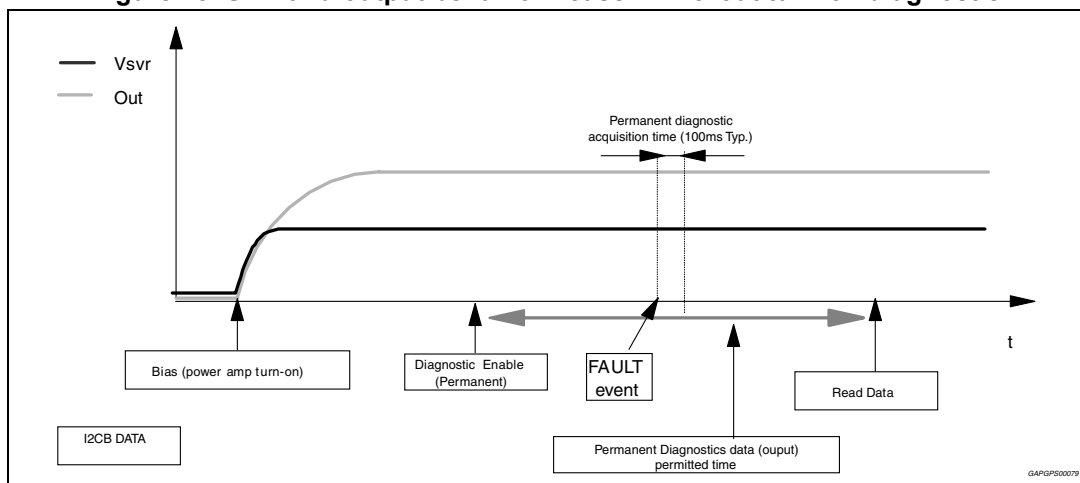 Vsvr
Out
Permanent diagnostic
acquisition time (100ms Typ.)
t
Bias (power amp turn-on)
Diagnostic Enable
(Permanent)
FAULT
event
Read Data
I2CB DATA
Permanent Diagnostics data (ouput)
permitted time
GAPGPS00079